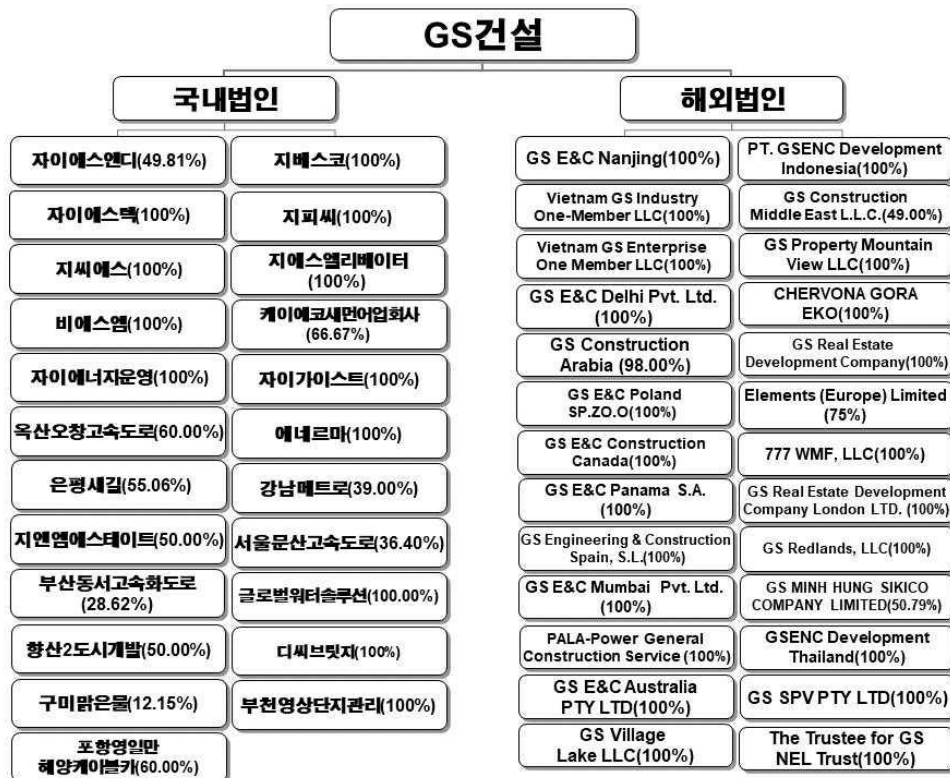 GS건설
국내법인
해외법인
자이에스앤디(49.81%)
지베스코(100%)
자이에스텍(100%)
지피씨(100%)
지씨에스(100%)
지에스엘리베이터
(100%)
비에스엠(100%)
케이에코새먼어업회사
(66.67%)
자이에너지운영(100%)
자이가이스트(100%)
옥산오창고속도로(60.00%)
에네르마(100%)
은평새길(55.06%)
강남메트로(39.00%)
지앤엠에스테이트(50.00%)
서울문산고속도로(36.40%)
부산동서고속화도로
(28.62%)
글로벌워터솔루션(100.00%)
향산2도시개발(50.00%)
디씨브릿지(100%)
구미맑은물(12.15%)
부천영상단지관리(100%)
포항영일만
해양케이블카(60.00%)
GS E&C Nanjing(100%)
PT. GSENC Development
Indonesia(100%)
Vietnam GS Industry
One-Member LLC(100%)
GS Construction
Middle East L.L.C.(49.00%)
Vietnam GS Enterprise
One Member LLC(100%)
GS Property Mountain
View LLC(100%)
GS E&C Delhi Pvt. Ltd.
(100%)
CHERVONA GORA
EKO(100%)
GS Construction
Arabia (98.00%)
GS Real Estate
Development Company(100%)
GS E&C Poland
SP.ZO.O(100%)
Elements (Europe) Limited
(75%)
GS E&C Construction
Canada(100%)
777 WMF, LLC(100%)
GS E&C Panama S.A.
(100%)
GS Real Estate Development
Company London LTD. (100%)
GS Engineering & Construction
Spain, S.L.(100%)
GS Redlands, LLC(100%)
GS E&C Mumbai Pvt. Ltd.
(100%)
GS MINH HUNG SIKICO
COMPANY LIMITED(50.79%)
PALA-Power General
Construction Service (100%)
GSENC Development
Thailand(100%)
GS E&C Australia
PTY LTD(100%)
GS SPV PTY LTD(100%)
GS Village
Lake LLC(100%)
The Trustee for GS
NEL Trust(100%)